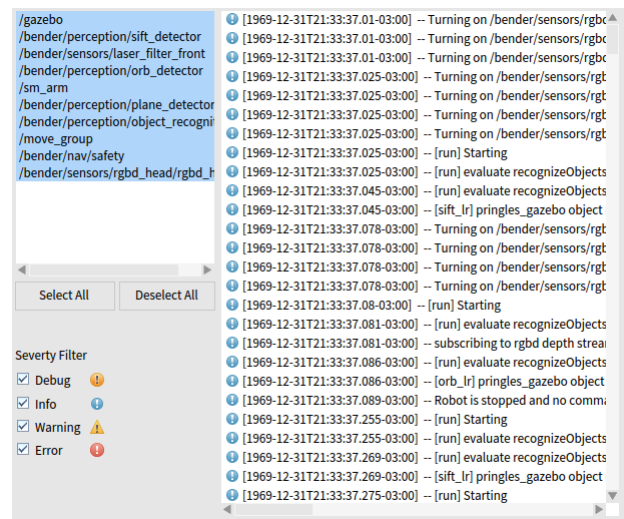 /gazebo
/bender/perception/sift_detector
/bender/sensors/laser_filter_front
/bender/perception/orb_detector
/sm_arm
/bender/perception/plane_detector
/bender/perception/object_recogni
/move_group
/bender/nav/safety
/bender/sensors/rgbd_head/rgbd_h
Select All
Deselect All
Severty Filter
Debug
Info
Warning
Error
[1969-12-31T21:33:37.01-03:00] -- Turning on /bender/sensors/rgbd
[1969-12-31T21:33:37.01-03:00] -- Turning on /bender/sensors/rgbd
[1969-12-31T21:33:37.01-03:00] -- Turning on /bender/sensors/rgbd
[1969-12-31T21:33:37.025-03:00] -- Turning on /bender/sensors/rgb
[1969-12-31T21:33:37.025-03:00] -- Turning on /bender/sensors/rgb
[1969-12-31T21:33:37.025-03:00] -- Turning on /bender/sensors/rgb
[1969-12-31T21:33:37.025-03:00] -- Turning on /bender/sensors/rgb
[1969-12-31T21:33:37.025-03:00] -- [run] Starting
[1969-12-31T21:33:37.025-03:00] -- [run] evaluate recognizeObjects
[1969-12-31T21:33:37.045-03:00] -- [run] evaluate recognizeObjects
[1969-12-31T21:33:37.045-03:00] -- [sift_lr] pringles_gazebo object
[1969-12-31T21:33:37.078-03:00] -- Turning on /bender/sensors/rgb
[1969-12-31T21:33:37.078-03:00] -- Turning on /bender/sensors/rgb
[1969-12-31T21:33:37.078-03:00] -- Turning on /bender/sensors/rgb
[1969-12-31T21:33:37.078-03:00] -- Turning on /bender/sensors/rgb
[1969-12-31T21:33:37.08-03:00] -- [run] Starting
[1969-12-31T21:33:37.081-03:00] -- [run] evaluate recognizeObjects
[1969-12-31T21:33:37.081-03:00] -- subscribing to rgbd depth strea
[1969-12-31T21:33:37.086-03:00] -- [run] evaluate recognizeObjects
[1969-12-31T21:33:37.086-03:00] -- [orb_lr] pringles_gazebo object
[1969-12-31T21:33:37.089-03:00] -- Robot is stopped and no comma
[1969-12-31T21:33:37.255-03:00] -- [run] Starting
[1969-12-31T21:33:37.255-03:00] -- [run] evaluate recognizeObjects
[1969-12-31T21:33:37.269-03:00] -- [run] evaluate recognizeObjects
[1969-12-31T21:33:37.269-03:00] -- [sift_lr] pringles_gazebo object
[1969-12-31T21:33:37.275-03:00] -- [run] Starting